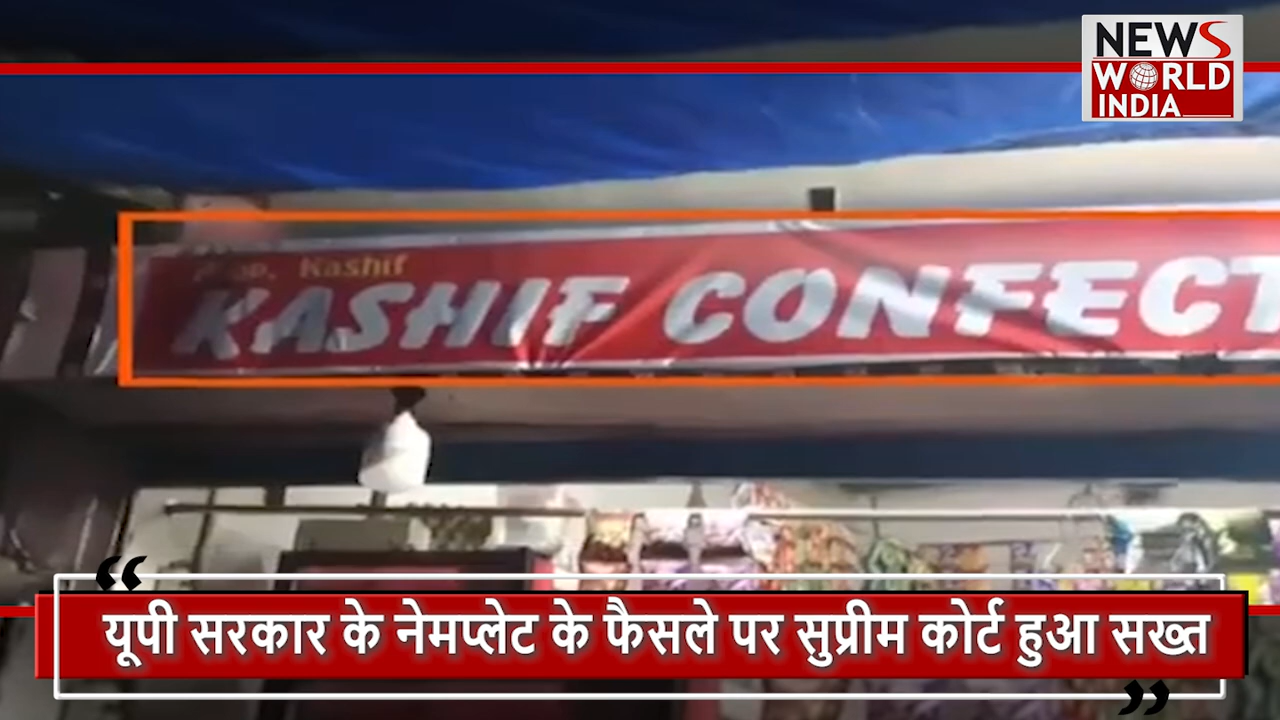 NEWS
WORLD
INDIA
Prop. Kashif
KASHIF CONFECT
यूपी सरकार के नेमप्लेट के फैसले पर सुप्रीम कोर्ट हुआ सख्त